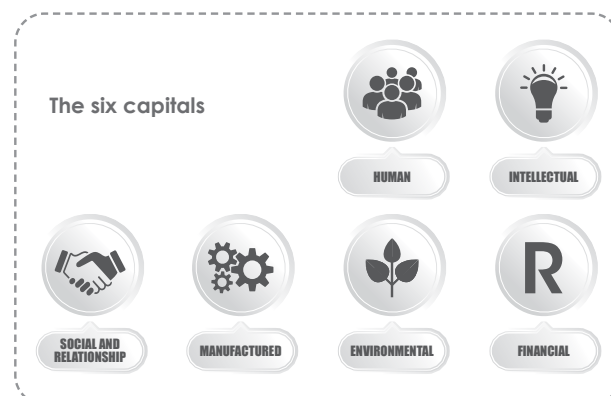 The six capitals
HUMAN
INTELLECTUAL
SOCIAL AND
RELATIONSHIP
MANUFACTURED
ENVIRONMENTAL
R
FINANCIAL